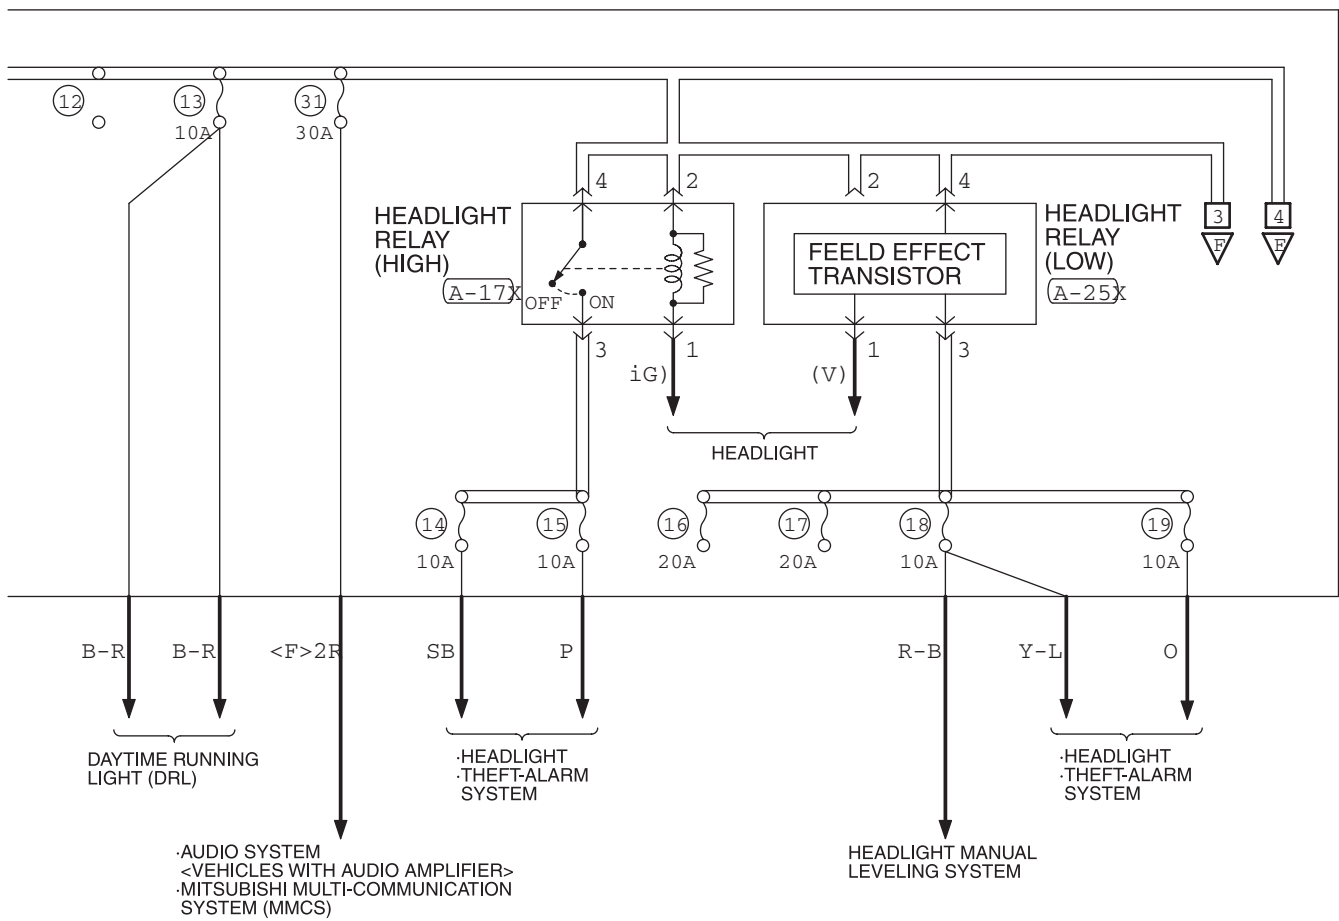 12
13
31
10A
30A
4
2
2
4
HEADLIGHT
RELAY
(HIGH)
A-17X
OFF
ON
FEELD EFFECT
TRANSISTOR
HEADLIGHT
RELAY
(LOW)
A-25X
3
4
F
E
3
1
1
3
iG)
(V)
HEADLIGHT
14
15
16
17
18
19
10A
10A
20A
20A
10A
10A
B-R
B-R
<F>2R
SB
P
R-B
Y-L
O
DAYTIME RUNNING
LIGHT (DRL)
·HEADLIGHT
·THEFT-ALARM
SYSTEM
·HEADLIGHT
·THEFT-ALARM
SYSTEM
·AUDIO SYSTEM
<VEHICLES WITH AUDIO AMPLIFIER>
·MITSUBISHI MULTI-COMMUNICATION
SYSTEM (MMCS)
HEADLIGHT MANUAL
LEVELING SYSTEM